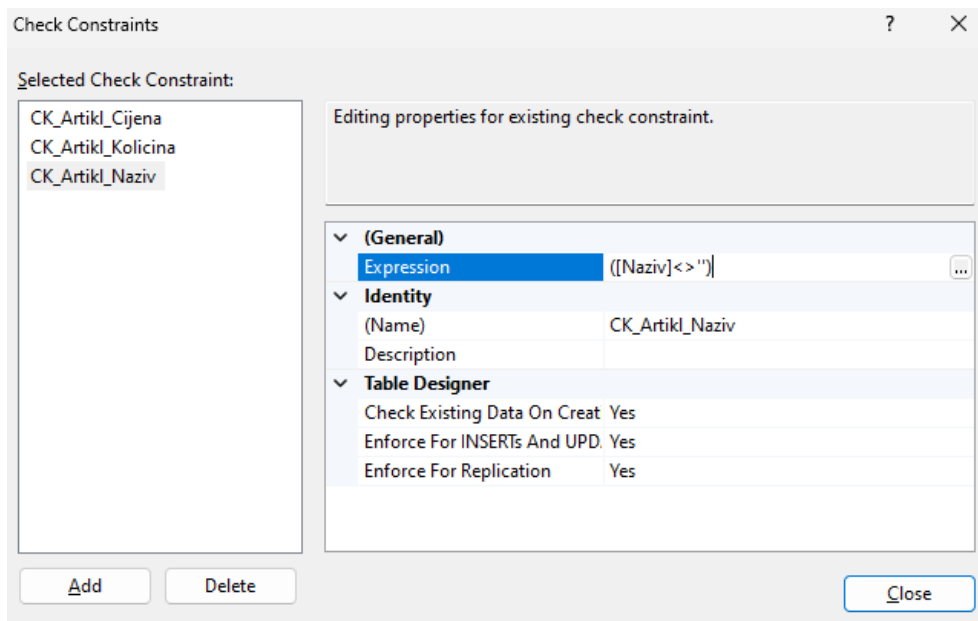 Check Constraints
?
Selected Check Constraint:
CK_Artikl_Cijena
CK_Artikl_Kolicina
CK_Artikl_Naziv
Editing properties for existing check constraint.
(General)
Expression ([Naziv]<>'') ...
Identity
(Name) CK_Artikl_Naziv
Description
Table Designer
Check Existing Data On Creat Yes
Enforce For INSERTs And UPD. Yes
Enforce For Replication Yes
Add Delete
Close